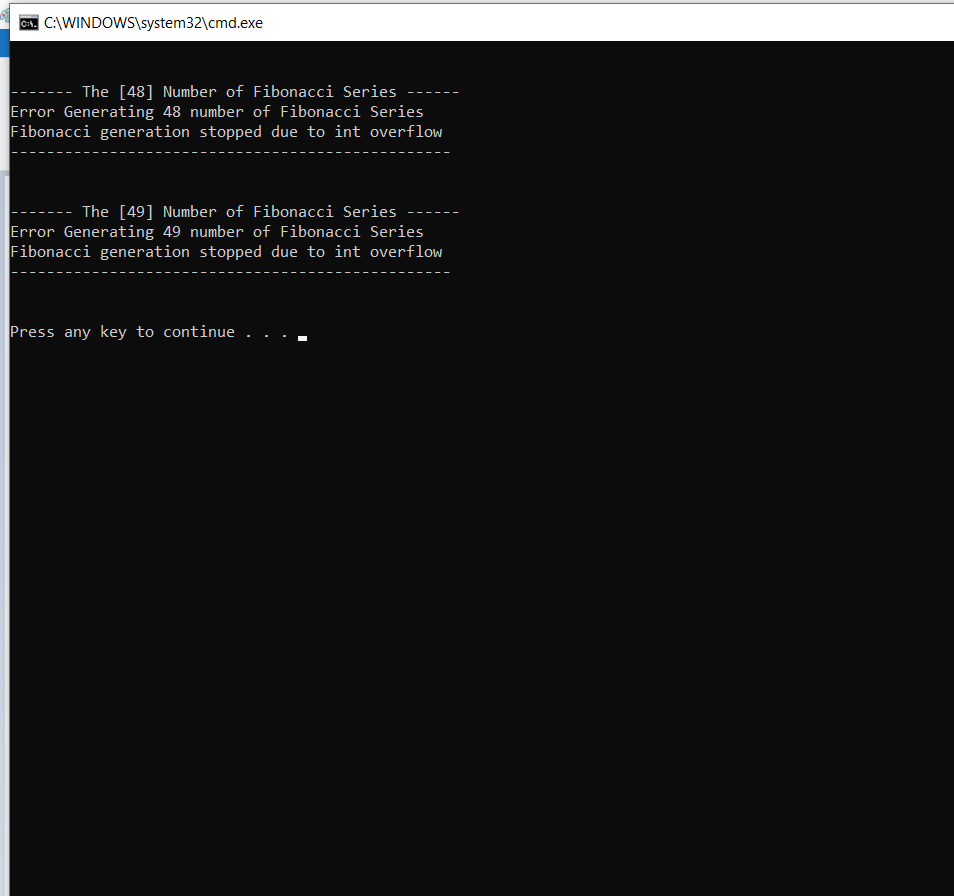 C:\WINDOWS\system32\cmd.exe
------- The [48] Number of Fibonacci Series ------
Error Generating 48 number of Fibonacci Series
Fibonacci generation stopped due to int overflow
-------------------------------------------------
------- The [49] Number of Fibonacci Series ------
Error Generating 49 number of Fibonacci Series
Fibonacci generation stopped due to int overflow
-------------------------------------------------
Press any key to continue . . .